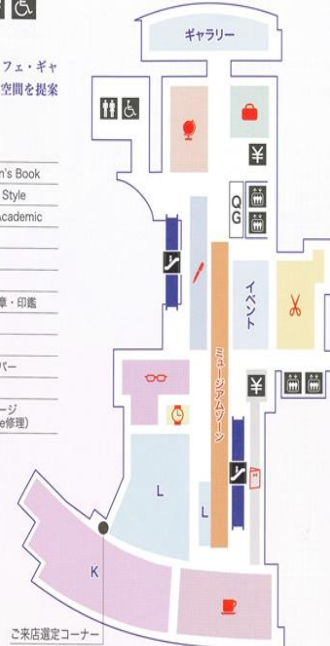 ギャラリー
フェ・ギャ
空間を提案
n's Book
Style
Academic
章・印鑑
バー
ージ
e修理)
¥
QG
イベント
ミュージアムゾーン
¥
L
L
K
ご来店選定コーナー